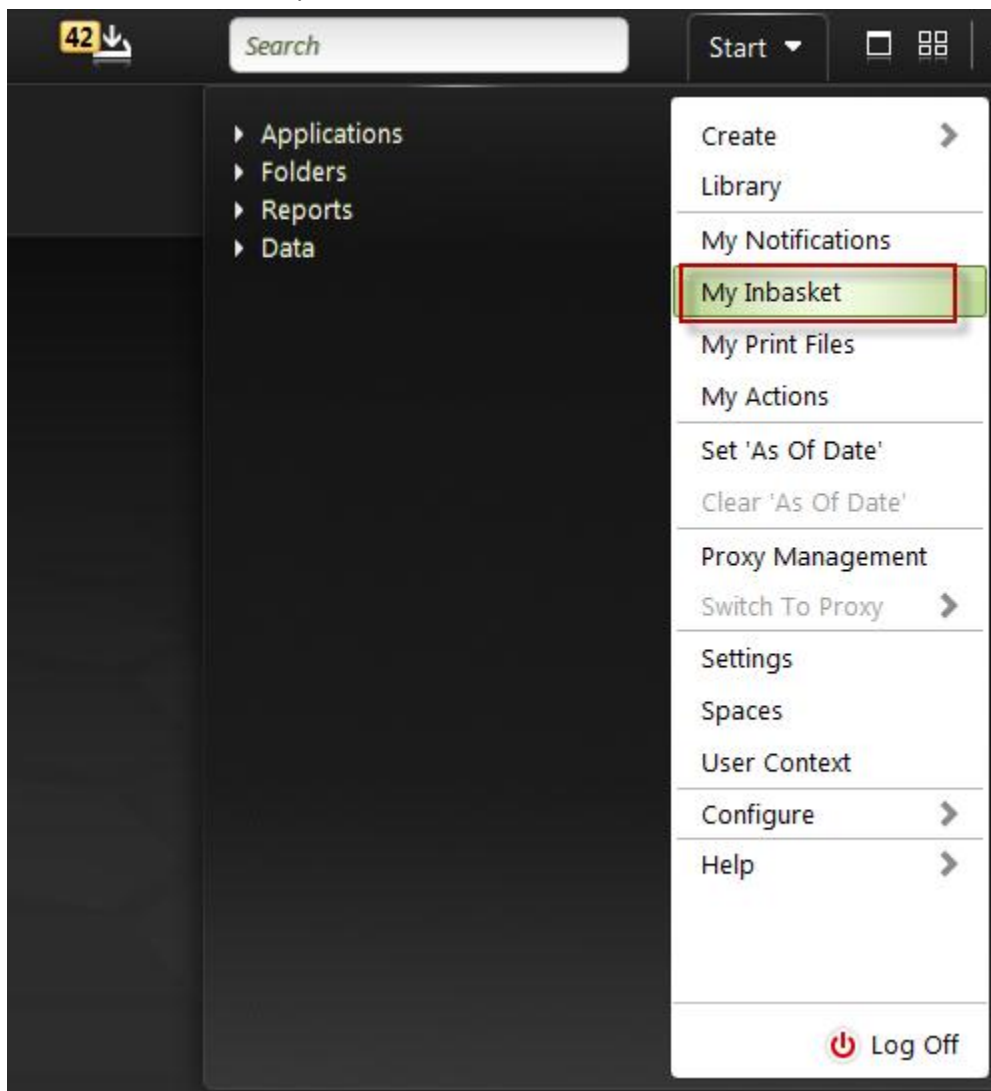 42
Search
Start
Applications
Folders
Reports
Data
Create
Library
My Notifications
My Inbasket
My Print Files
My Actions
Set 'As Of Date'
Clear 'As Of Date'
Proxy Management
Switch To Proxy
Settings
Spaces
User Context
Configure
Help
Log Off